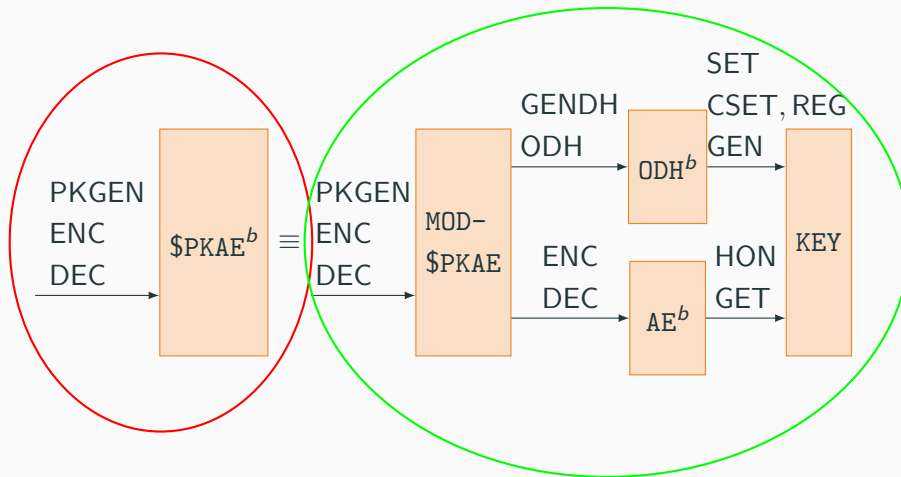 PKGEN
ENC
DEC
$PKAE^b
≡
PKGEN
ENC
DEC
MOD-
$PKAE
GENDH
ODH
ODH^b
SET
CSET, REG
GEN
ENC
DEC
AE^b
HON
GET
KEY